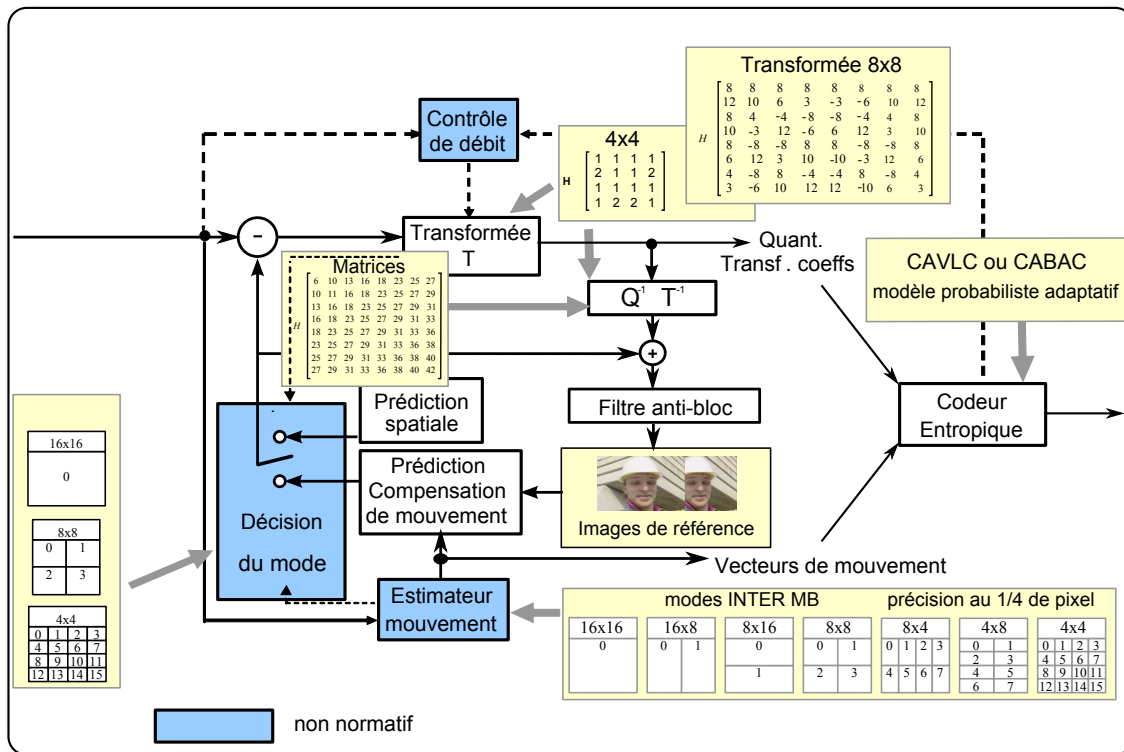 Transformée 8x8
H
8 8 8 8 8 8 8 8
12 10 6 3 -3 -6 10 12
8 4 -4 -8 -8 -4 4 8
10 -3 12 -6 6 12 3 10
8 -8 -8 8 8 -8 -8 8
6 12 3 10 -10 -3 12 6
4 -8 8 -4 -4 8 -8 4
3 -6 10 12 12 -10 6 3
Contrôle
de débit
4x4
H
1 1 1 1
2 1 1 2
1 1 1 1
1 2 2 1
-
Transformée
T
Quant.
Transf . coeffs
CAVLC ou CABAC
modèle probabiliste adaptatif
Matrices
H
6 10 13 16 18 23 25 27
10 11 16 18 23 25 27 29
13 16 18 23 25 27 29 31
16 18 23 25 27 29 31 33
18 23 25 27 29 31 33 36
23 25 27 29 31 33 36 38
25 27 29 31 33 36 38 40
27 29 31 33 36 38 40 42
Q-1 T-1
+
Filtre anti-bloc
Prédiction
spatiale
Codeur
Entropique
16x16
0
8x8
0 1
2 3
4x4
0 1 2 3
4 5 6 7
8 9 10 11
12 13 14 15
Décision
du mode
Prédiction
Compensation
de mouvement
Images de référence
Vecteurs de mouvement
Estimateur
mouvement
modes INTER MB
précision au 1/4 de pixel
16x16
0
16x8
0 1
8x16
0
1
8x8
0 1
2 3
8x4
0 1 2 3
4 5 6 7
4x8
0 1
2 3
4 5
6 7
4x4
0 1 2 3
4 5 6 7
8 9 10 11
12 13 14 15
non normatif